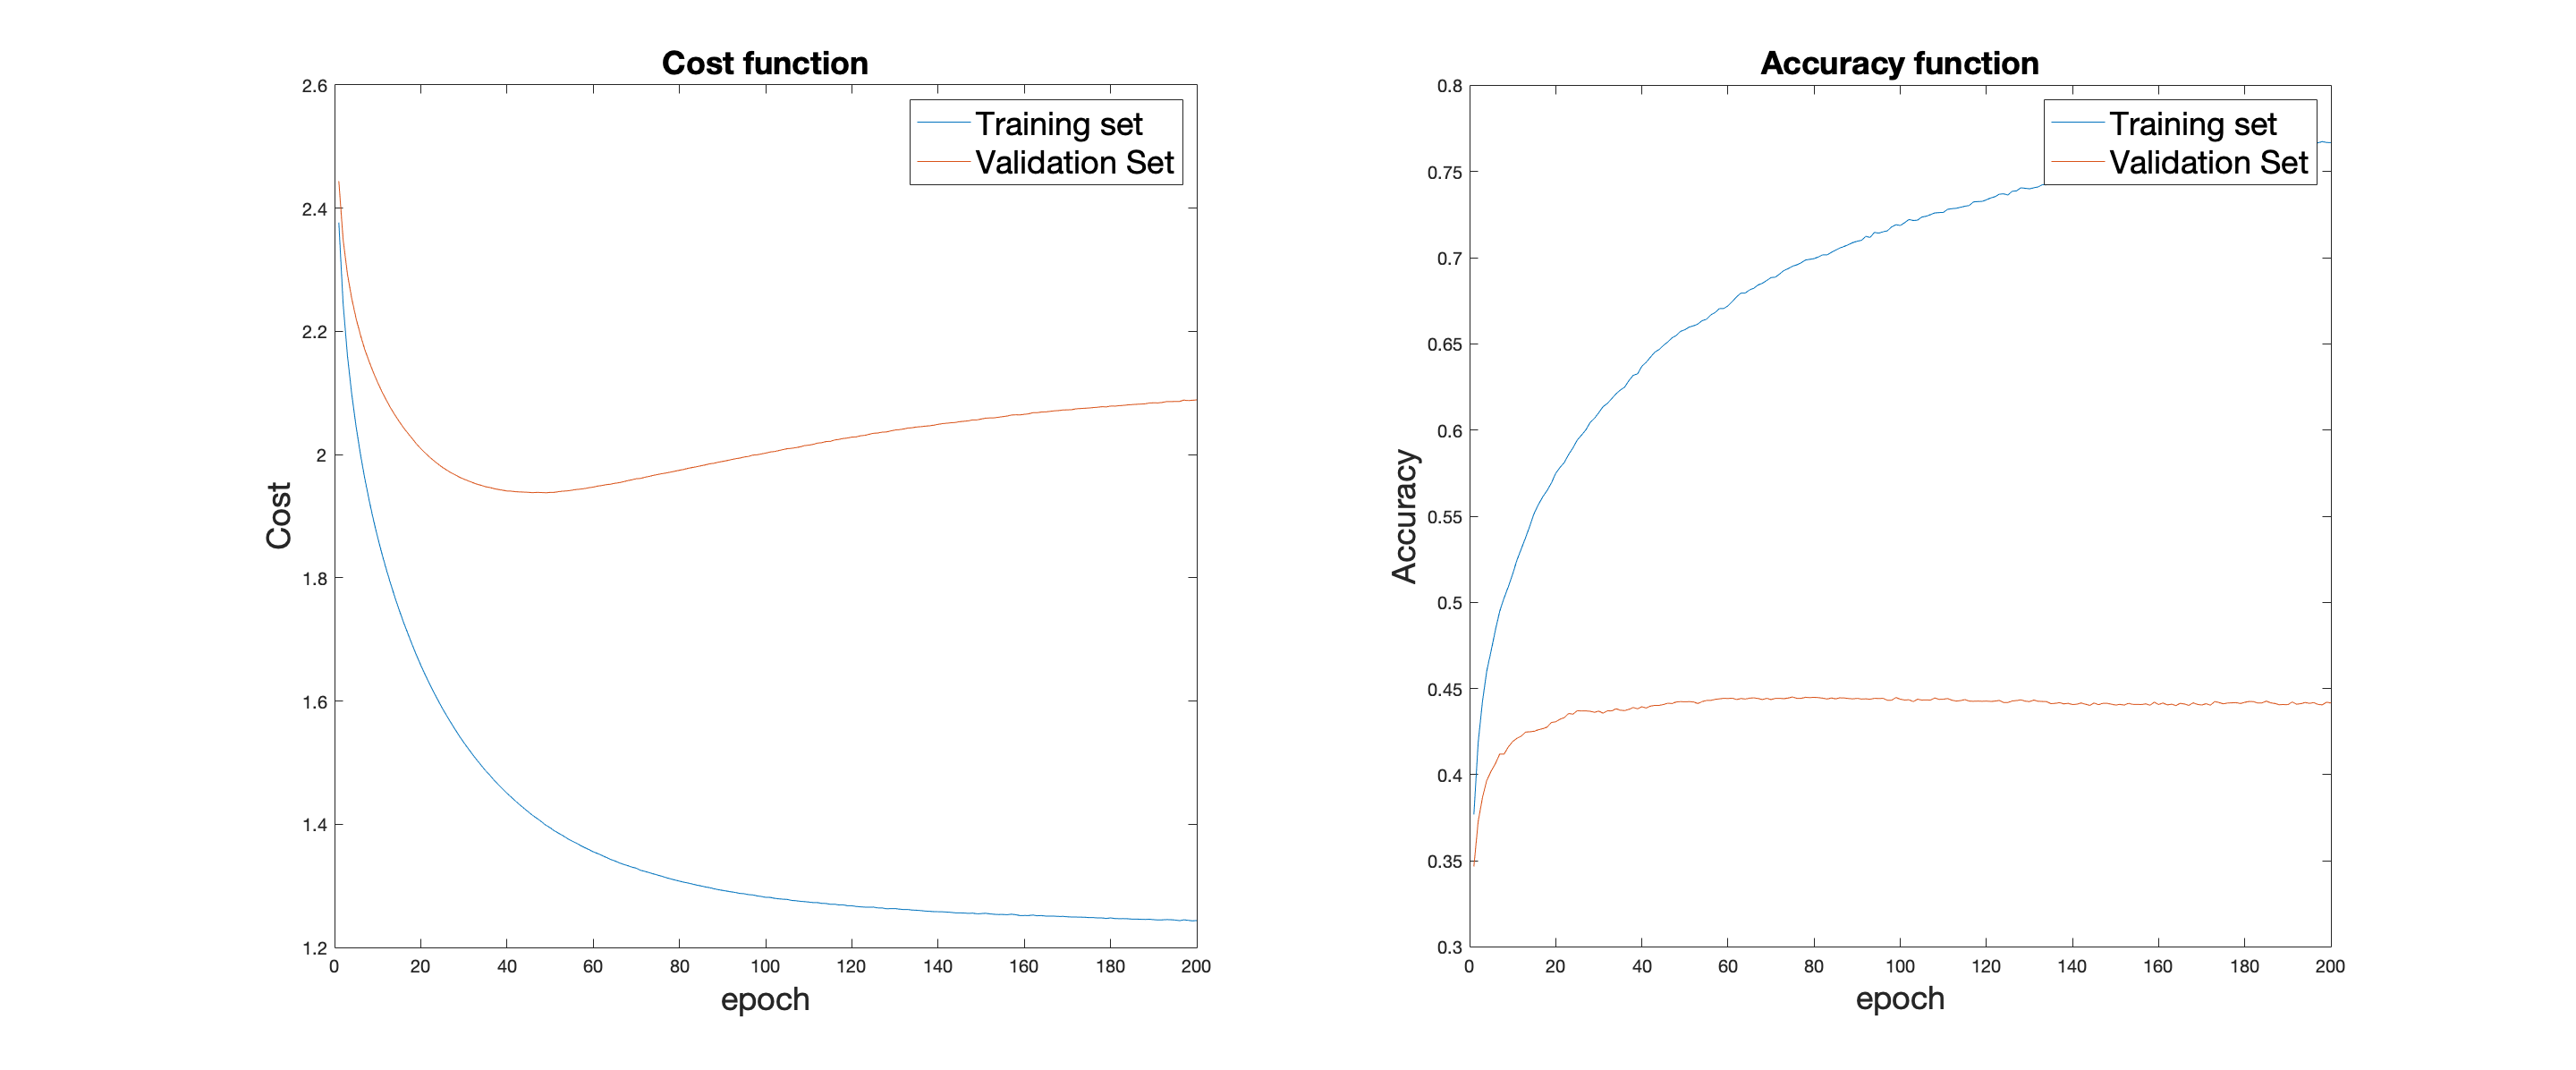 Cost function
Training set
Validation Set
2.6
2.4
2.2
2
1.8
1.6
1.4
1.2
Cost
0 20 40 60 80 100 120 140 160 180 200
epoch
Accuracy function
Training set
Validation Set
0.8
0.75
0.7
0.65
0.6
0.55
0.5
0.45
0.4
0.35
0.3
Accuracy
0 20 40 60 80 100 120 140 160 180 200
epoch